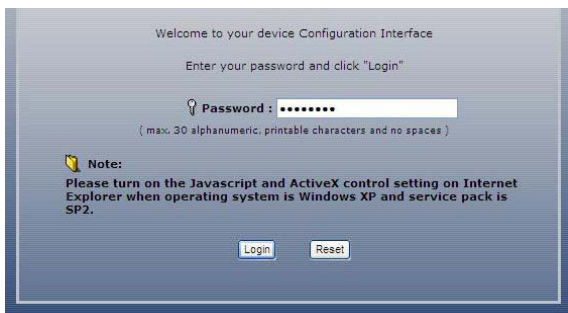 Welcome to your device Configuration Interface
Enter your password and click "Login"
Password : ••••••••
( max. 30 alphanumeric, printable characters and no spaces )
Note:
Please turn on the Javascript and ActiveX control setting on Internet
Explorer when operating system is Windows XP and service pack is
SP2.
Login Reset